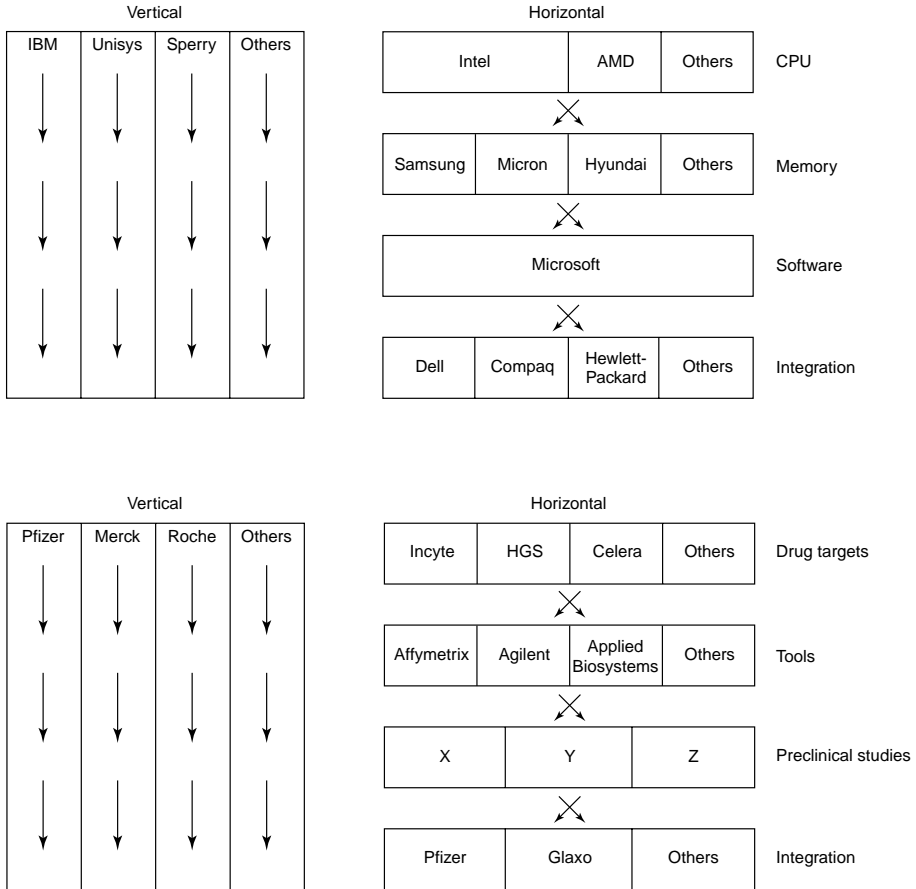 Vertical
Horizontal
IBM Unisys Sperry Others
Intel AMD Others CPU
Samsung Micron Hyundai Others Memory
Microsoft Software
Dell Compaq Hewlett-
Packard Others Integration
Vertical
Horizontal
Pfizer Merck Roche Others
Incyte HGS Celera Others Drug targets
Affymetrix Agilent Applied
Biosystems Others Tools
X Y Z Preclinical studies
Pfizer Glaxo Others Integration